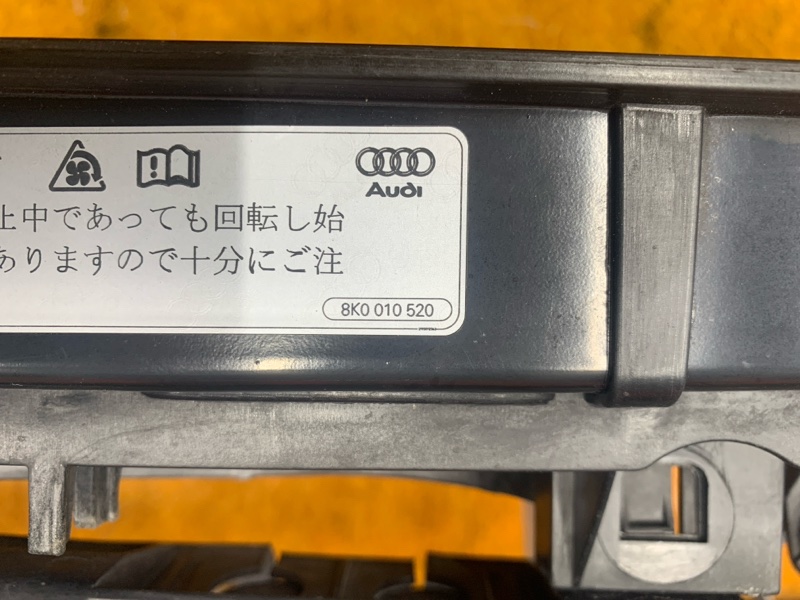 Audi
止中であっても回転し始
ありますので十分にご注
8K0 010 520